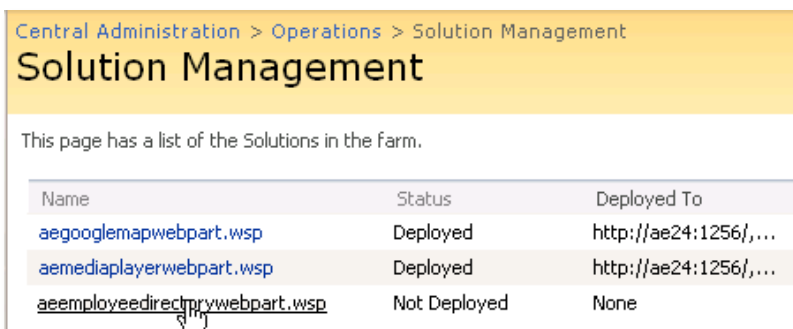 Central Administration > Operations > Solution Management
Solution Management
This page has a list of the Solutions in the farm.
Name Status Deployed To
aegooglemapwebpart.wsp Deployed http://ae24:1256/,...
aemediaplayerwebpart.wsp Deployed http://ae24:1256/,...
aeemployeedirectorywebpart.wsp Not Deployed None